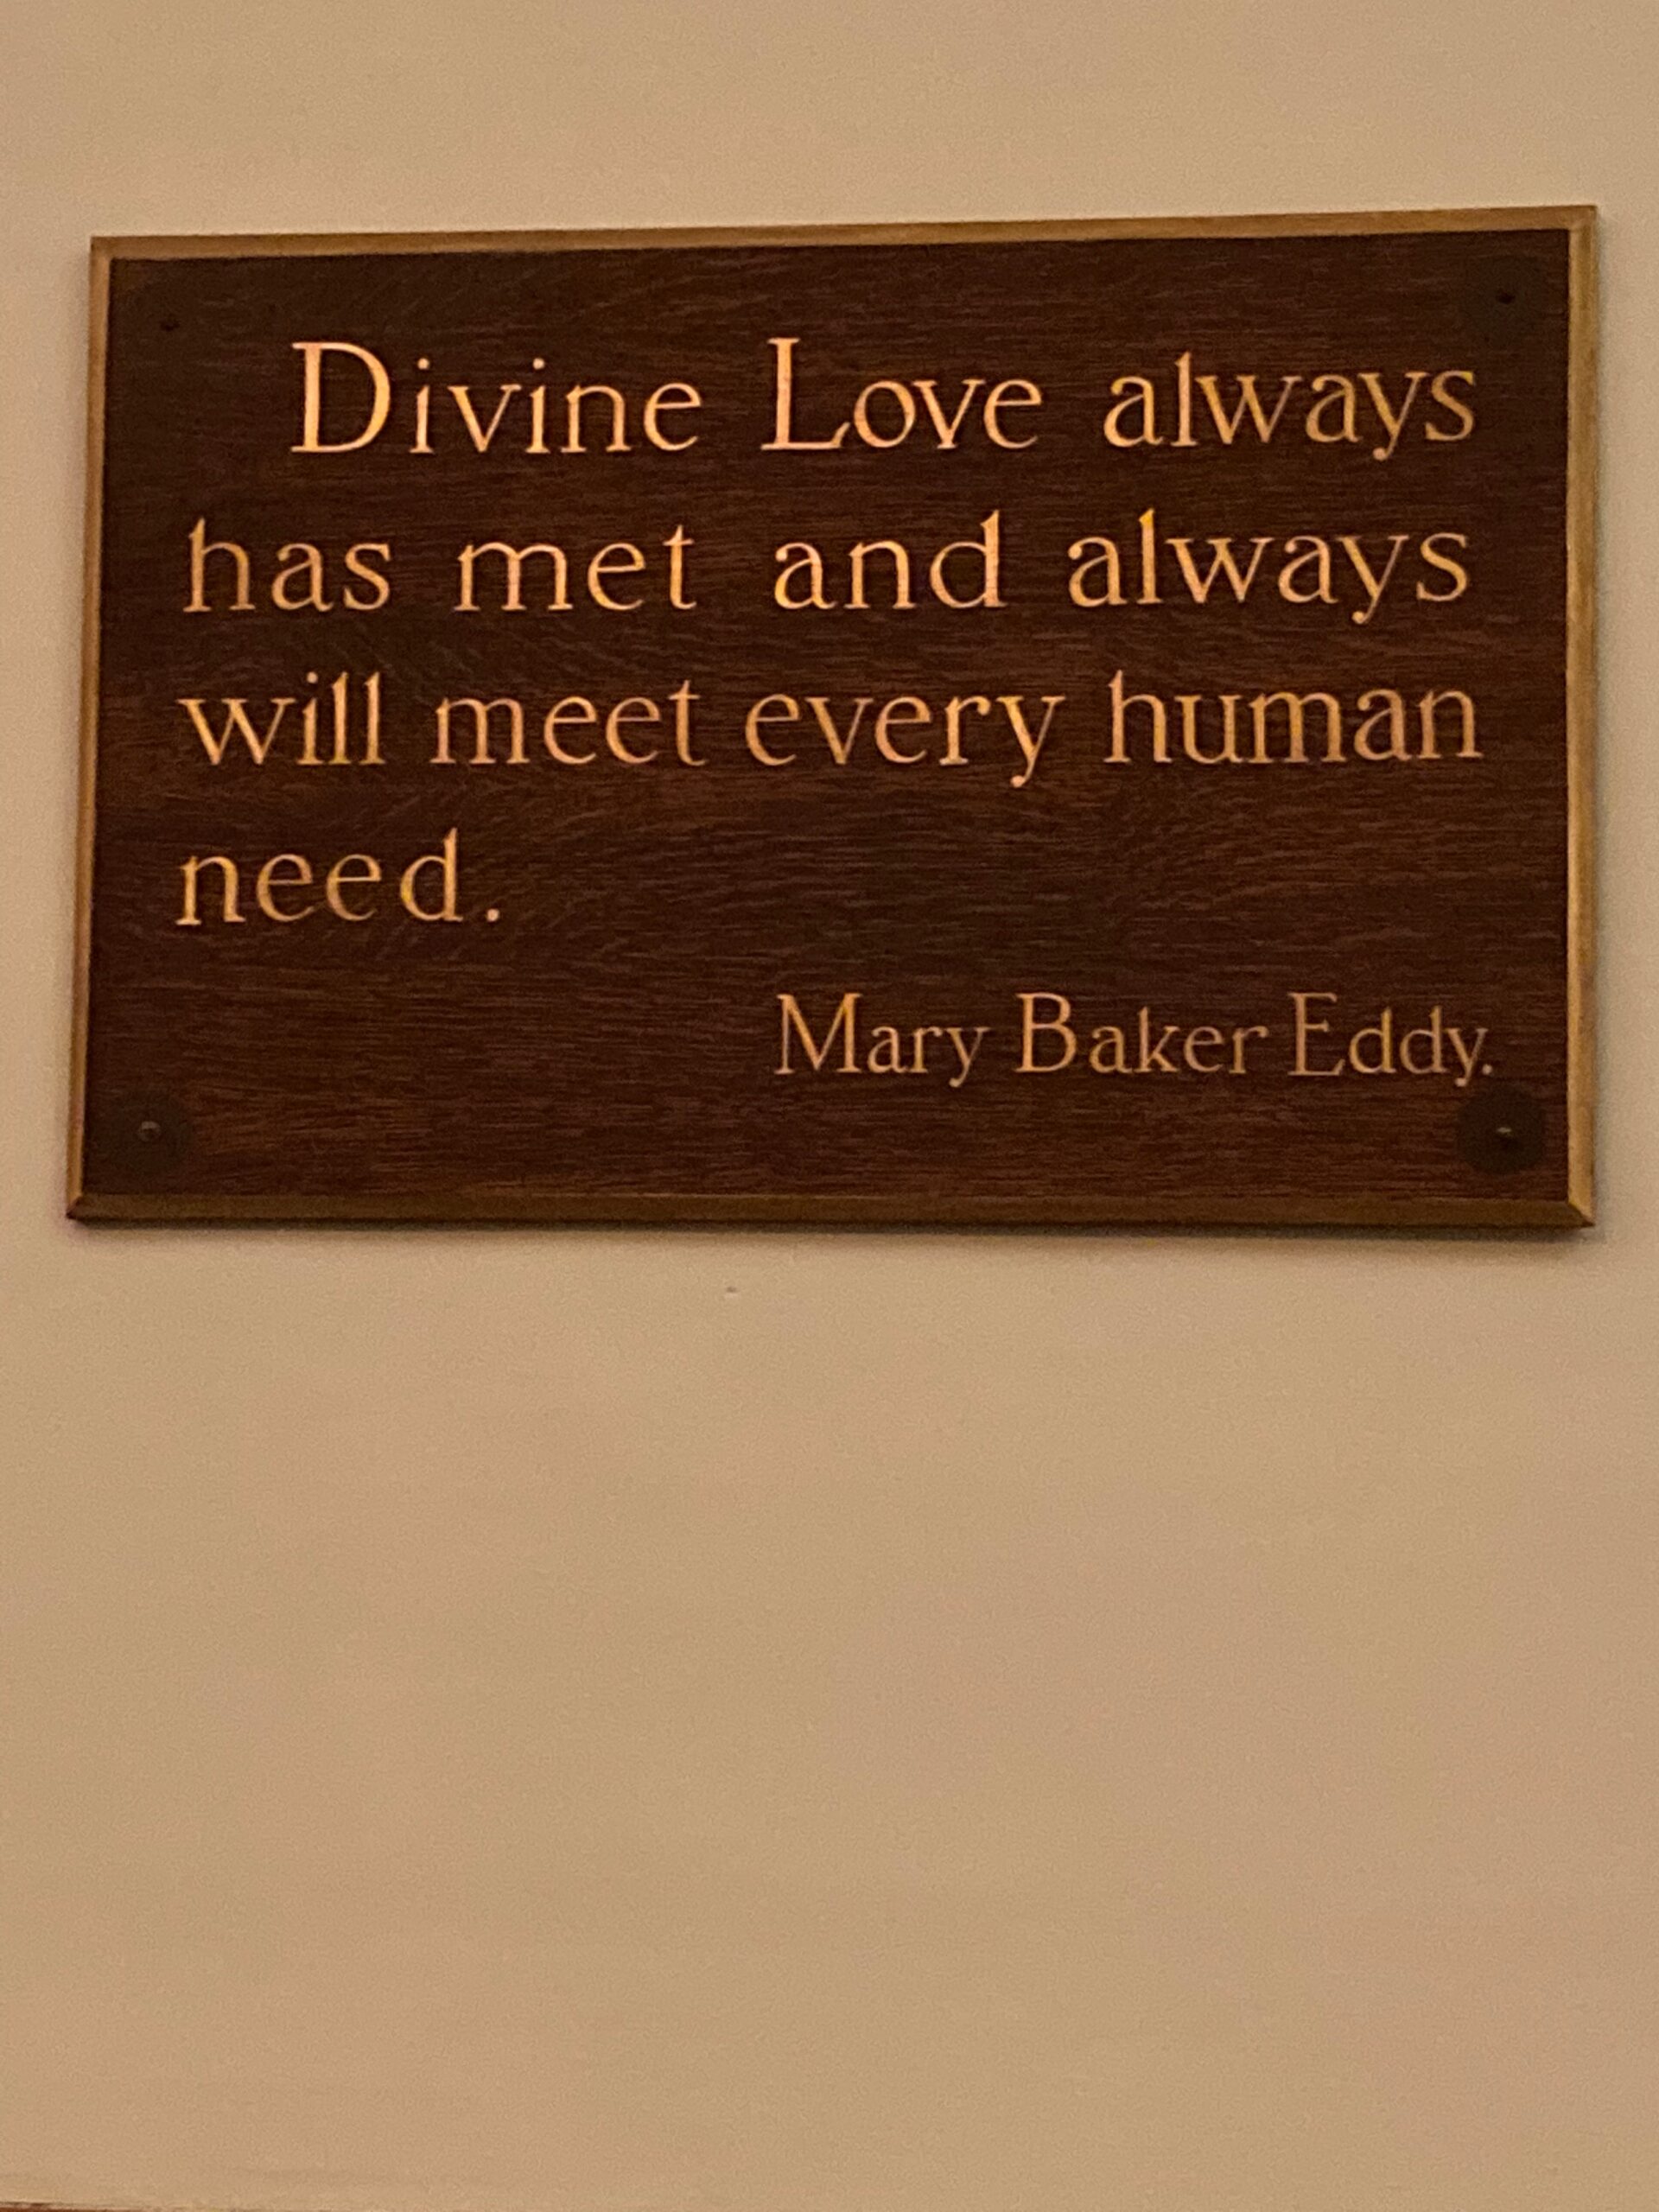 Divine Love always
has met and always
will meet every human
need.
Mary Baker Eddy.